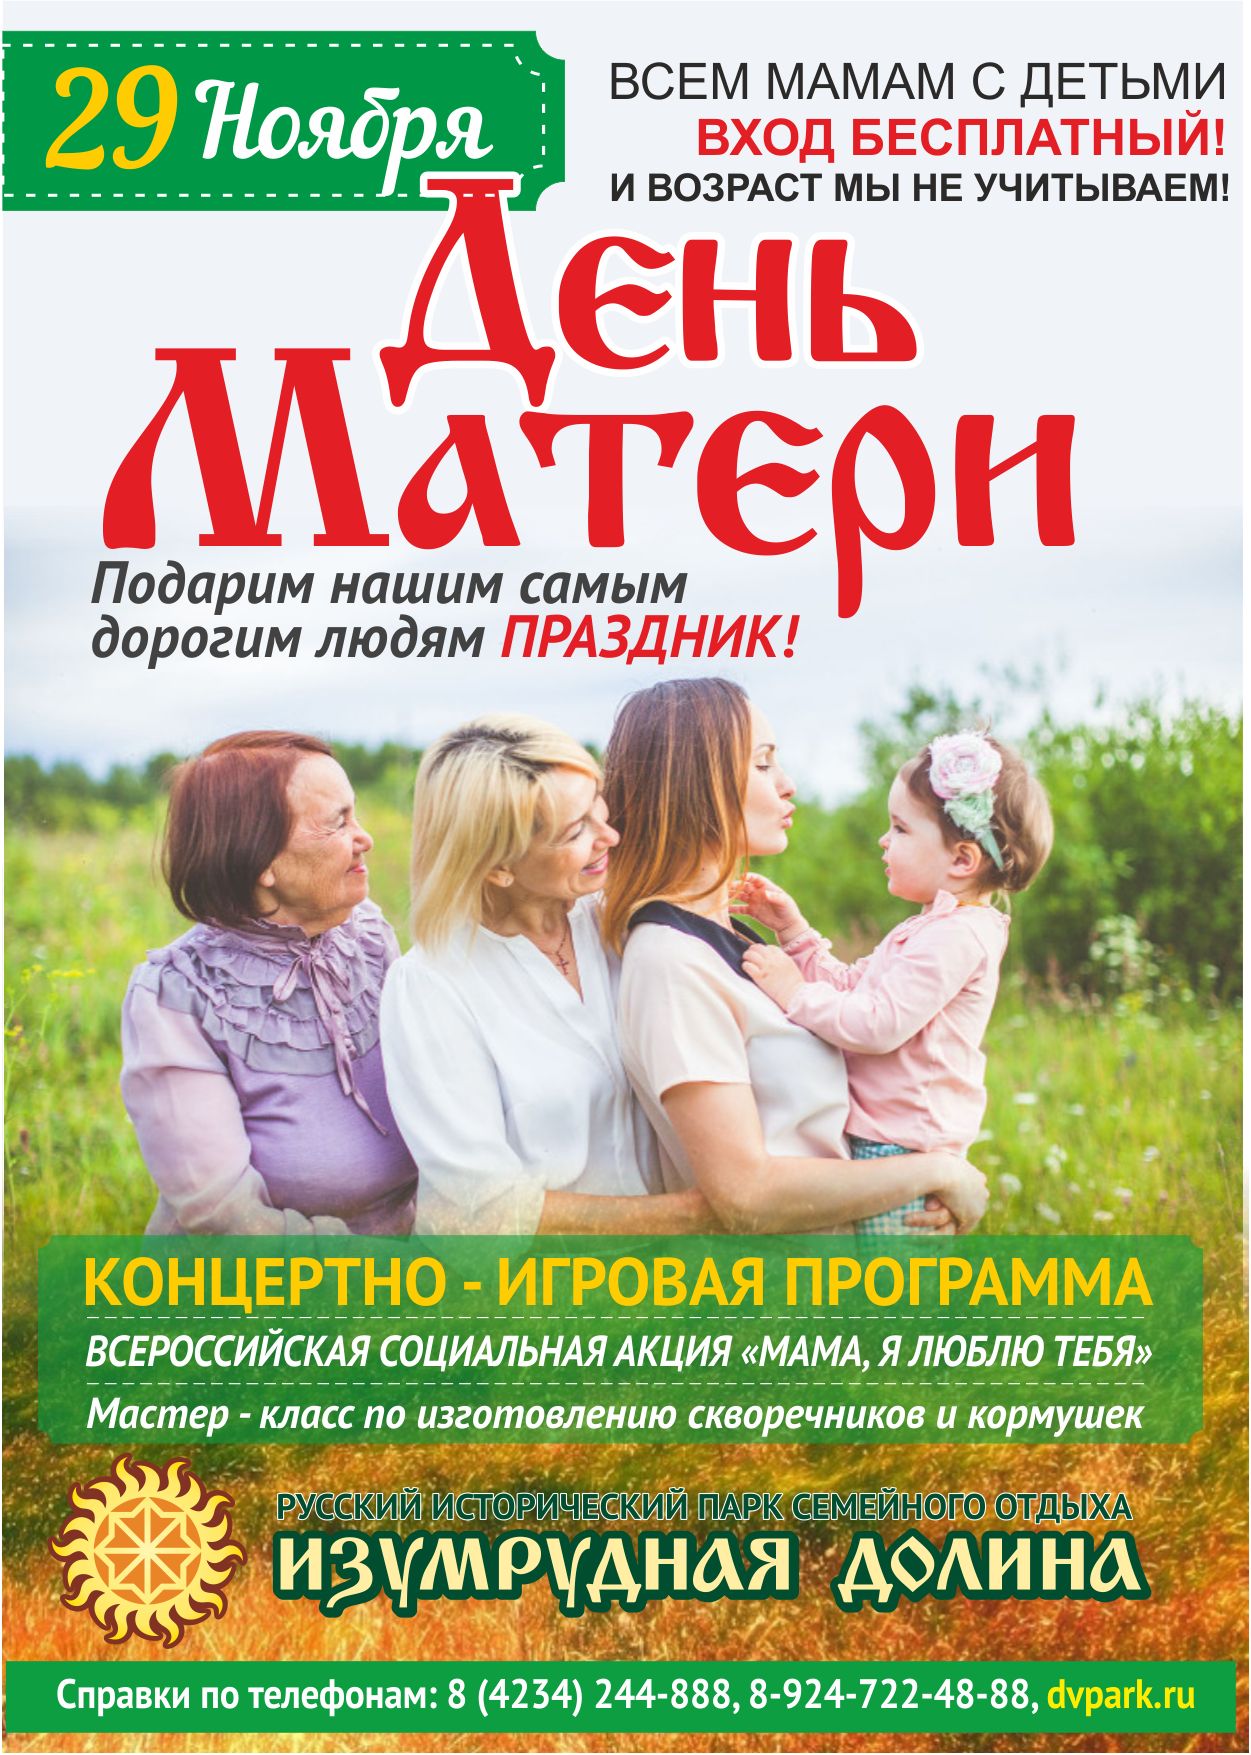 29 Ноября
ВСЕМ МАМАМ С ДЕТЬМИ
ВХОД БЕСПЛАТНЫЙ!
И ВОЗРАСТ МЫ НЕ УЧИТЫВАЕМ!
День
Матери
Подарим нашим самым
дорогим людям ПРАЗДНИК!
КОНЦЕРТНО - ИГРОВАЯ ПРОГРАММА
ВСЕРОССИЙСКАЯ СОЦИАЛЬНАЯ АКЦИЯ «МАМА, Я ЛЮБЛЮ ТЕБЯ»
Мастер - класс по изготовлению скворечников и кормушек
РУССКИЙ ИСТОРИЧЕСКИЙ ПАРК СЕМЕЙНОГО ОТДЫХА
ИЗУМРУДНАЯ ДОЛИНА
Справки по телефонам: 8 (4234) 244-888, 8-924-722-48-88, dvpark.ru